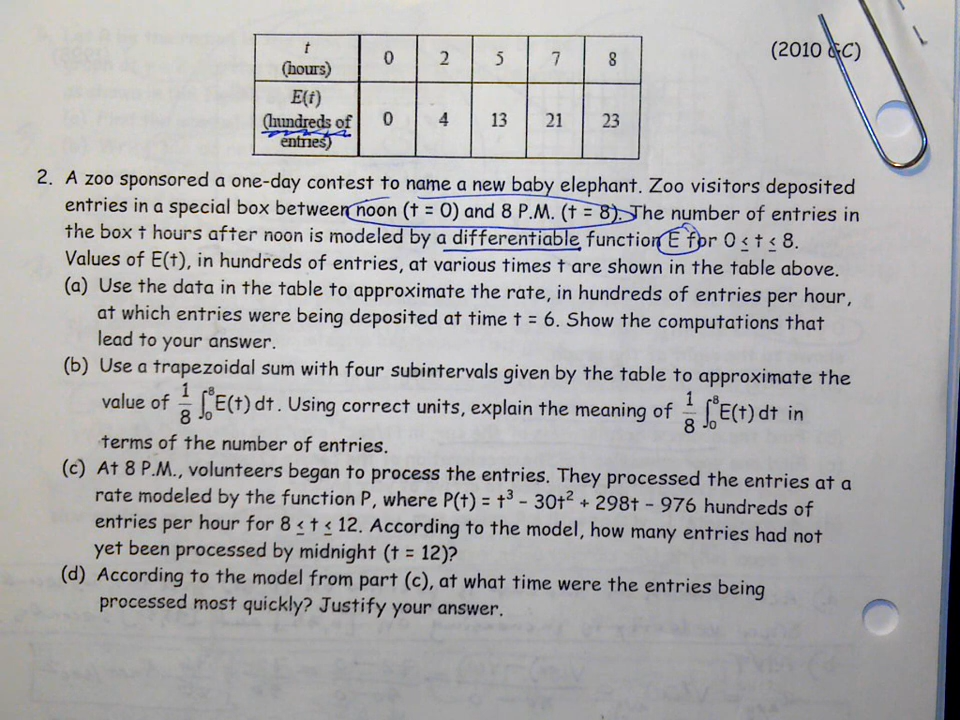 (2010 GC)
t (hours) 0 2 5 7 8
E(t) (hundreds of entries) 0 4 13 21 23
2. A zoo sponsored a one-day contest to name a new baby elephant. Zoo visitors deposited
entries in a special box between noon (t = 0) and 8 P.M. (t = 8). The number of entries in
the box t hours after noon is modeled by a differentiable function E for 0 ≤ t ≤ 8.
Values of E(t), in hundreds of entries, at various times t are shown in the table above.
(a) Use the data in the table to approximate the rate, in hundreds of entries per hour,
at which entries were being deposited at time t = 6. Show the computations that
lead to your answer.
(b) Use a trapezoidal sum with four subintervals given by the table to approximate the
value of 1/8 ∫₀⁸ E(t) dt. Using correct units, explain the meaning of 1/8 ∫₀⁸ E(t) dt in
terms of the number of entries.
(c) At 8 P.M., volunteers began to process the entries. They processed the entries at a
rate modeled by the function P, where P(t) = t³ - 30t² + 298t - 976 hundreds of
entries per hour for 8 ≤ t ≤ 12. According to the model, how many entries had not
yet been processed by midnight (t = 12)?
(d) According to the model from part (c), at what time were the entries being
processed most quickly? Justify your answer.